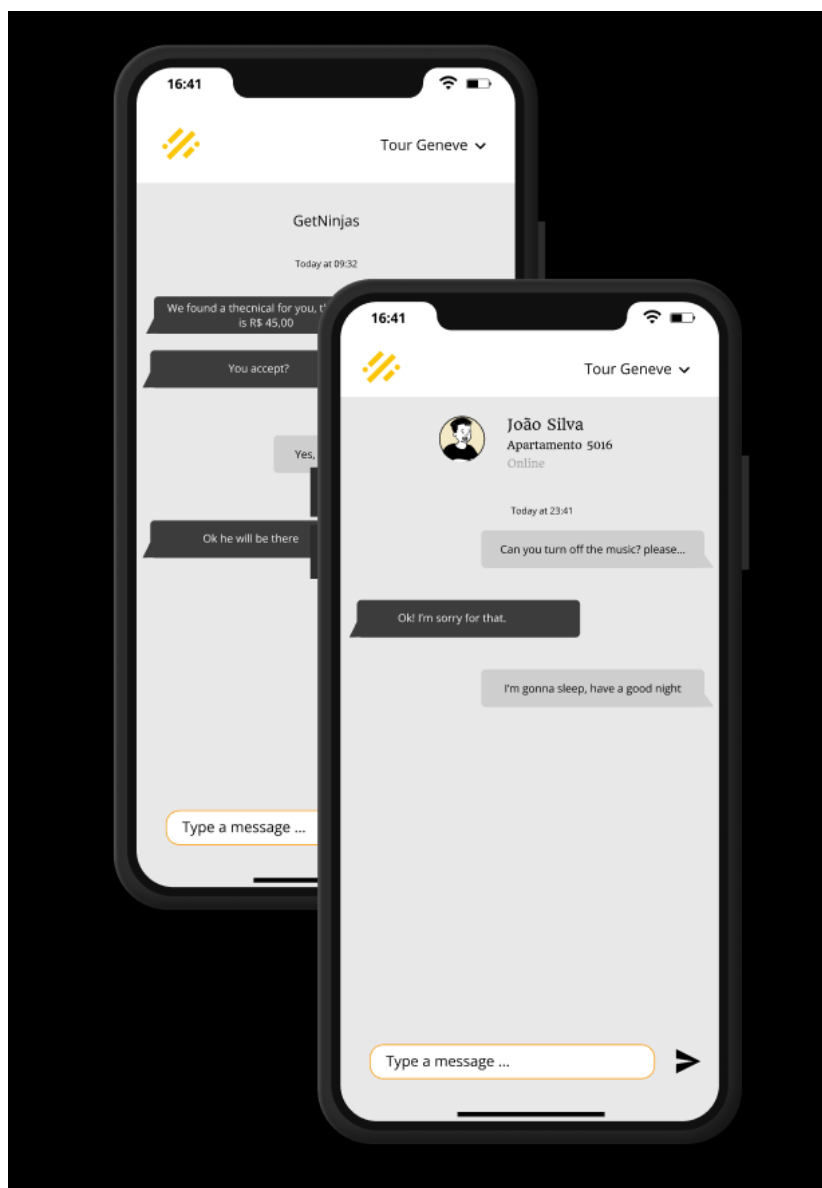 16:41
Tour Geneve
GetNinjas
Today at 09:32
We found a thecnical for you, t
is R$ 45,00
You accept?
Yes,
Ok he will be there
Type a message ...
16:41
Tour Geneve
João Silva
Apartamento 5016
Online
Today at 23:41
Can you turn off the music? please...
Ok! I'm sorry for that.
I'm gonna sleep, have a good night
Type a message ...